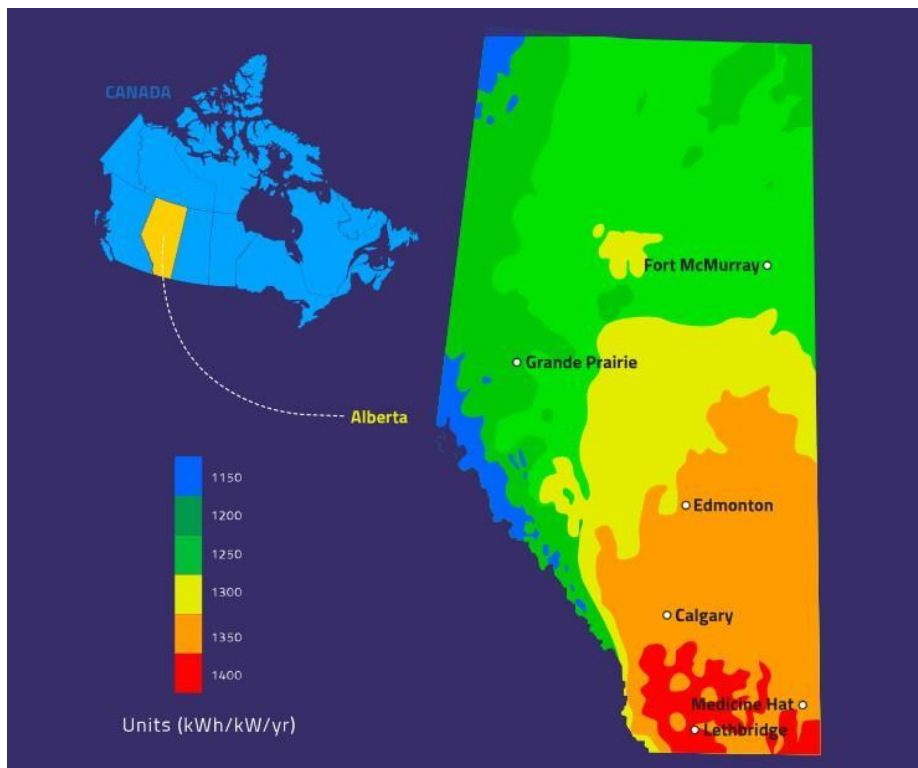 CANADA
Fort McMurray
Grande Prairie
Alberta
1150
1200
1250
1300
1350
1400
Edmonton
Calgary
Medicine Hat
Lethbridge
Units (kWh/kW/yr)